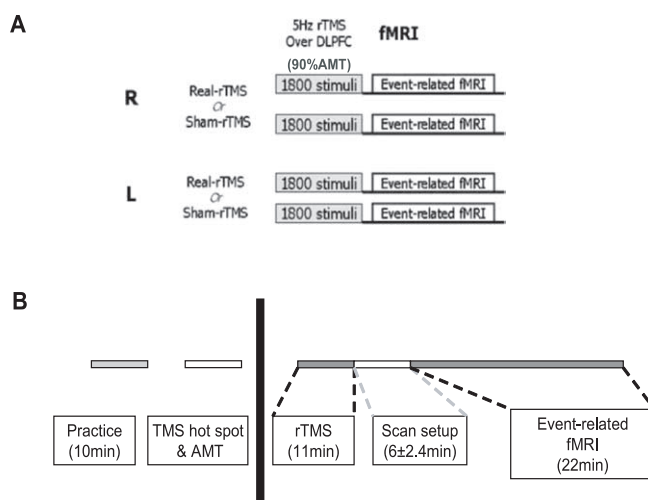 A
5Hz rTMS
Over DLPFC
(90%AMT)
fMRI
R
Real-rTMS
Or
Sham-rTMS
1800 stimuli
Event-related fMRI
1800 stimuli
Event-related fMRI
L
Real-rTMS
Or
Sham-rTMS
1800 stimuli
Event-related fMRI
1800 stimuli
Event-related fMRI
B
Practice
(10min)
TMS hot spot
& AMT
rTMS
(11min)
Scan setup
(6±2.4min)
Event-related
fMRI
(22min)